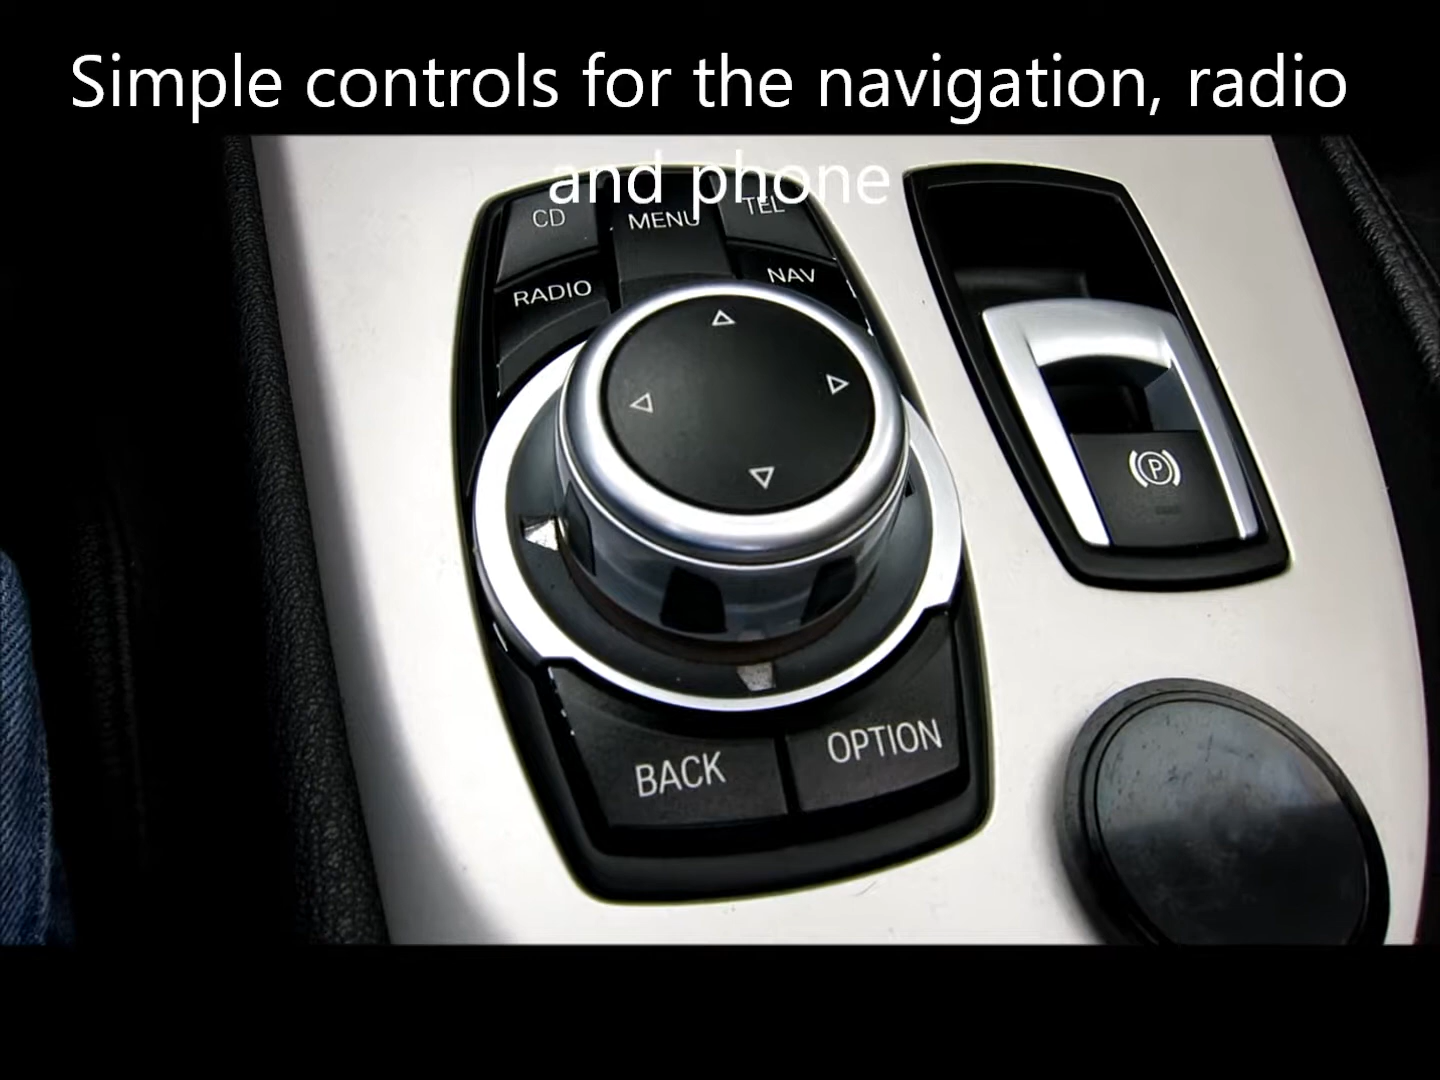 Simple controls for the navigation, radio
and phone
CD
MENU
TEL
RADIO
NAV
P
BACK
OPTION